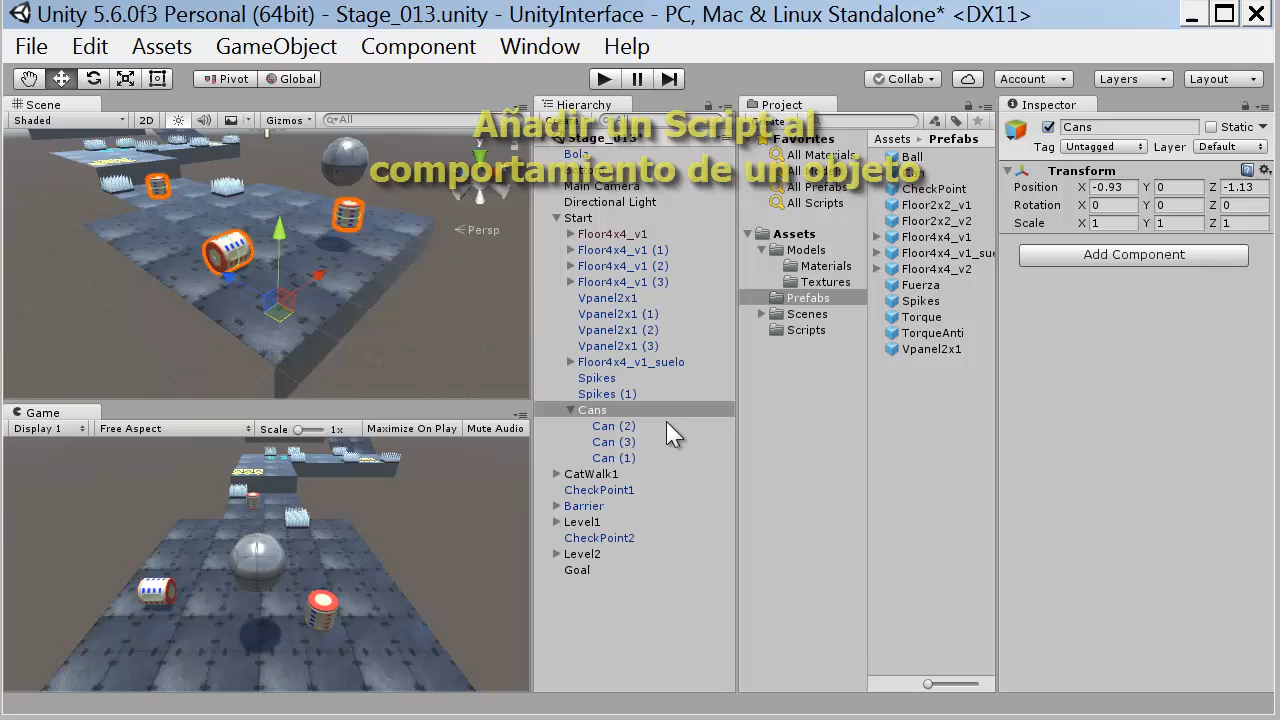 Unity 5.6.0f3 Personal (64bit) - Stage_013.unity - UnityInterface - PC, Mac & Linux Standalone* <DX11>
File Edit Assets GameObject Component Window Help
Pivot Global Collab Account Layers Layout
Scene
Shaded 2D Gizmos All
Persp
Game
Display 1 Free Aspect Scale 1x Maximize On Play Mute Audio
Hierarchy
All
Stage_013*
Bola
Main Camera
Directional Light
Start
Floor4x4_v1
Floor4x4_v1 (1)
Floor4x4_v1 (2)
Floor4x4_v1 (3)
Vpanel2x1
Vpanel2x1 (1)
Vpanel2x1 (2)
Vpanel2x1 (3)
Floor4x4_v1_suelo
Spikes
Spikes (1)
Cans
Can (2)
Can (3)
Can (1)
CatWalk1
CheckPoint1
Barrier
Level1
CheckPoint2
Level2
Goal
Añadir un Script al
comportamiento de un objeto.
Project
Favorites
All Materials
All Prefabs
All Scripts
Assets
Models
Materials
Textures
Prefabs
Scenes
Scripts
Assets Prefabs
Ball
CheckPoint
Floor2x2_v1
Floor2x2_v2
Floor4x4_v1
Floor4x4_v1_sue
Floor4x4_v2
Fuerza
Spikes
Torque
TorqueAnti
Vpanel2x1
Inspector
Cans Static
Tag Untagged Layer Default
Transform
Position X -0.93 Y 0 Z -1.13
Rotation X 0 Y 0 Z 0
Scale X 1 Y 1 Z 1
Add Component